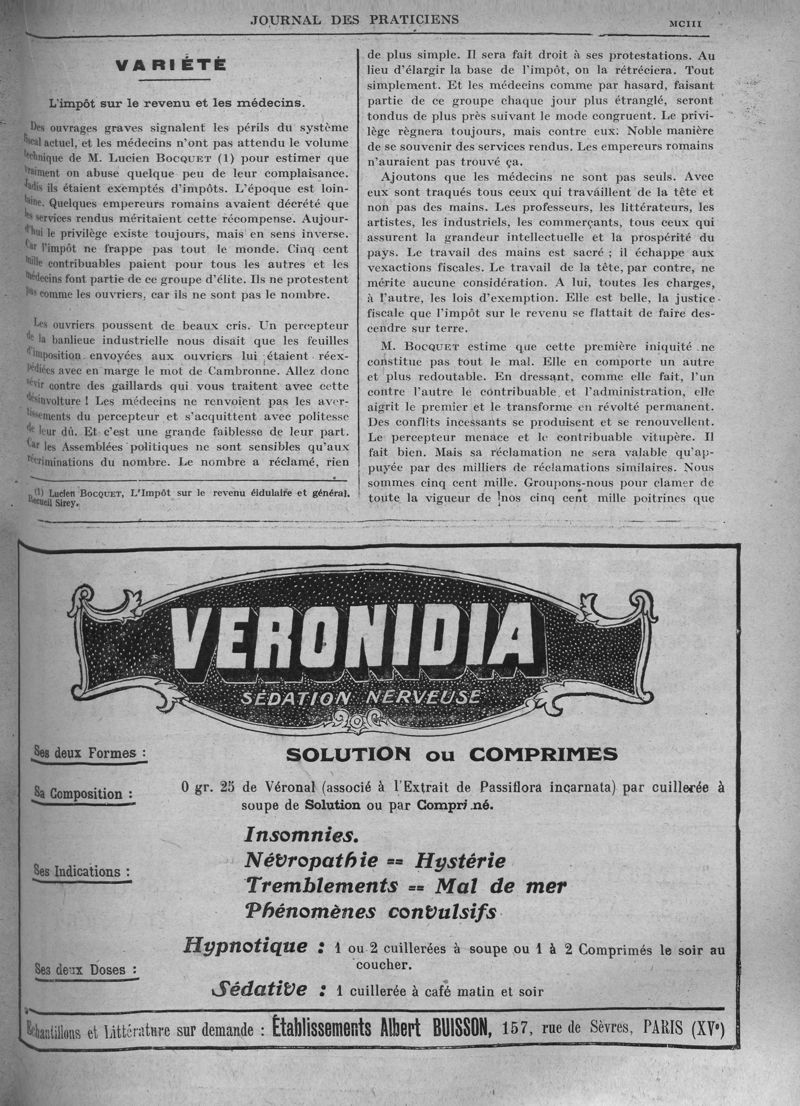 JOURNAL DES PRATICIENS
MCIII
VARIÉTÉ
L'impôt sur le revenu et les médecins.
Des ouvrages graves signalent les périls du système
fiscal actuel, et les médecins n'ont pas attendu le volume
technique de M. Lucien BOCQUET (1) pour estimer que
vraiment on abuse quelque peu de leur complaisance.
Jadis ils étaient exemptés d'impôts. L'époque est loin-
taine. Quelques empereurs romains avaient décrété que
les services rendus méritaient cette récompense. Aujour-
d'hui le privilège existe toujours, mais en sens inverse.
Car l'impôt ne frappe pas tout le monde. Cinq cent
mille contribuables paient pour tous les autres et les
médecins font partie de ce groupe d'élite. Ils ne protestent
pas comme les ouvriers, car ils ne sont pas le nombre.
Les ouvriers poussent de beaux cris. Un percepteur
de la banlieue industrielle nous disait que les feuilles
d'imposition envoyées aux ouvriers lui étaient réex-
pédiées avec en marge le mot de Cambronne. Allez donc
sévir contre des gaillards qui vous traitent avec cette
désinvolture ! Les médecins ne renvoient pas les aver-
tissements du percepteur et s'acquittent avec politesse
de leur dû. Et c'est une grande faiblesse de leur part.
Car les Assemblées politiques ne sont sensibles qu'aux
récriminations du nombre. Le nombre a réclamé, rien
(1) Lucien BOCQUET, L'Impôt sur le revenu éidulaire et général.
Recueil Sirey.
de plus simple. Il sera fait droit à ses protestations. Au
lieu d'élargir la base de l'impôt, on la rétréciera. Tout
simplement. Et les médecins comme par hasard, faisant
partie de ce groupe chaque jour plus étranglé, seront
tondus de plus près suivant le mode congruent. Le privi-
lège règnera toujours, mais contre eux. Noble manière
de se souvenir des services rendus. Les empereurs romains
n'auraient pas trouvé ça.
Ajoutons que les médecins ne sont pas seuls. Avec
eux sont traqués tous ceux qui travaillent de la tête et
non pas des mains. Les professeurs, les littérateurs, les
artistes, les industriels, les commerçants, tous ceux qui
assurent la grandeur intellectuelle et la prospérité du
pays. Le travail des mains est sacré ; il échappe aux
vexactions fiscales. Le travail de la tête, par contre, ne
mérite aucune considération. A lui, toutes les charges,
à l'autre, les lois d'exemption. Elle est belle, la justice
fiscale que l'impôt sur le revenu se flattait de faire des-
cendre sur terre.
M. BOCQUET estime que cette première iniquité ne
constitue pas tout le mal. Elle en comporte un autre
et plus redoutable. En dressant, comme elle fait, l'un
contre l'autre le contribuable et l'administration, elle
aigrit le premier et le transforme en révolté permanent.
Des conflits incessants se produisent et se renouvellent.
Le percepteur menace et le contribuable vitupère. Il
fait bien. Mais sa réclamation ne sera valable qu'ap-
puyée par des milliers de réclamations similaires. Nous
sommes cinq cent mille. Groupons-nous pour clamer de
toute la vigueur de nos cinq cent mille poitrines que
VERONIDIA
SÉDATION NERVEUSE
Ses deux Formes :
SOLUTION ou COMPRIMES
Sa Composition :
0 gr. 25 de Véronal (associé à l'Extrait de Passiflora incarnata) par cuillerée à
soupe de Solution ou par Comprimé.
Ses Indications :
Insomnies.
Névropathie == Hystérie
Tremblements == Mal de mer
Phénomènes convulsifs
Ses deux Doses :
Hypnotique : 1 ou 2 cuillerées à soupe ou 1 à 2 Comprimés le soir au
coucher.
Sédative : 1 cuillerée à café matin et soir
Echantillons et Littérature sur demande : Établissements Albert BUISSON, 157, rue de Sèvres, PARIS (XVe)